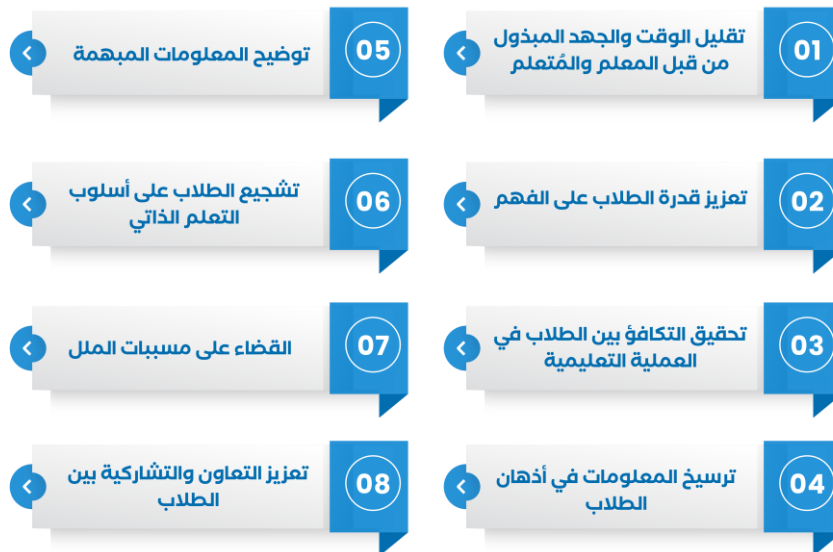 01
تقليل الوقت والجهد المبذول
من قبل المعلم والمُتعلم
02
تعزيز قدرة الطلاب على الفهم
03
تحقيق التكافؤ بين الطلاب في
العملية التعليمية
04
ترسيخ المعلومات في أذهان
الطلاب
05
توضيح المعلومات المبهمة
06
تشجيع الطلاب على أسلوب
التعلم الذاتي
07
القضاء على مسببات الملل
08
تعزيز التعاون والتشاركية بين
الطلاب